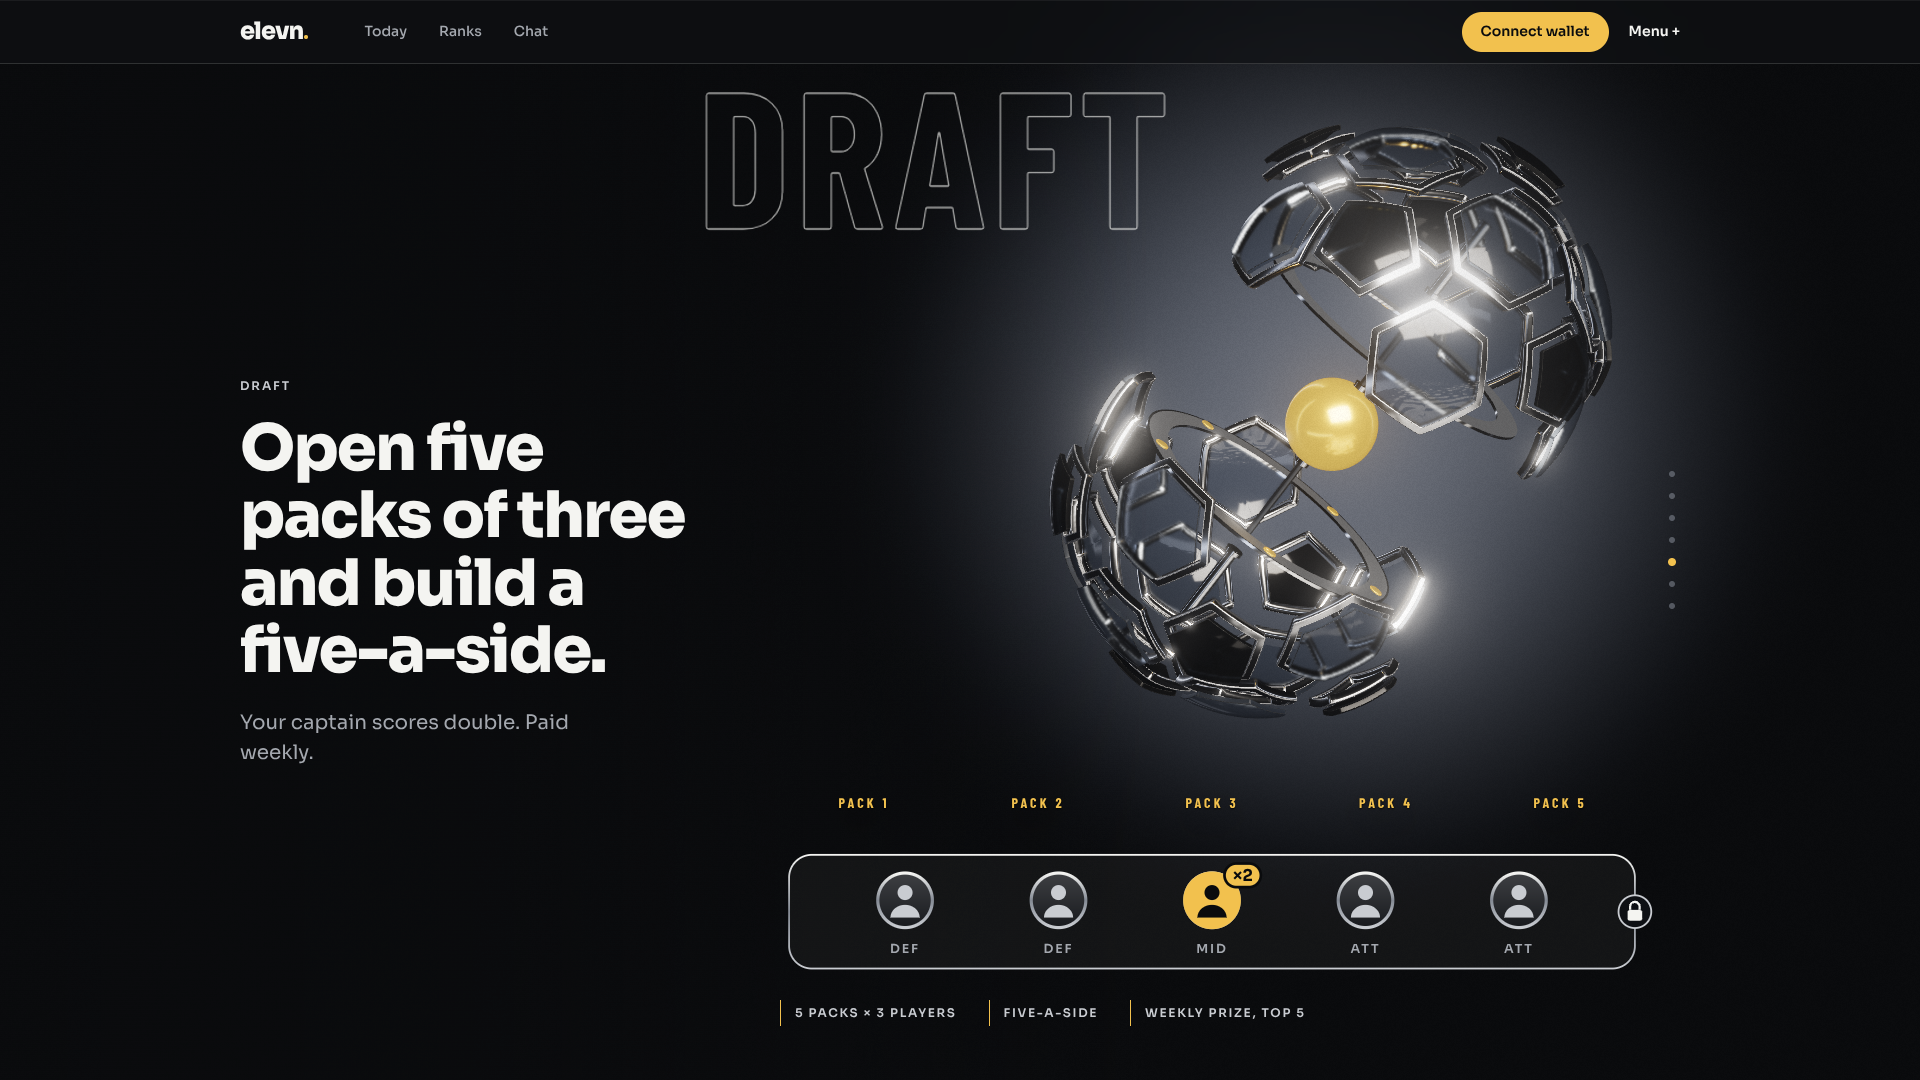 elevn.
Today
Ranks
Chat
Connect wallet
Menu +
DRAFT
DRAFT
Open five
packs of three
and build a
five-a-side.
Your captain scores double. Paid
weekly.
PACK 1
PACK 2
PACK 3
PACK 4
PACK 5
×2
DEF
DEF
MID
ATT
ATT
5 PACKS × 3 PLAYERS
FIVE-A-SIDE
WEEKLY PRIZE, TOP 5